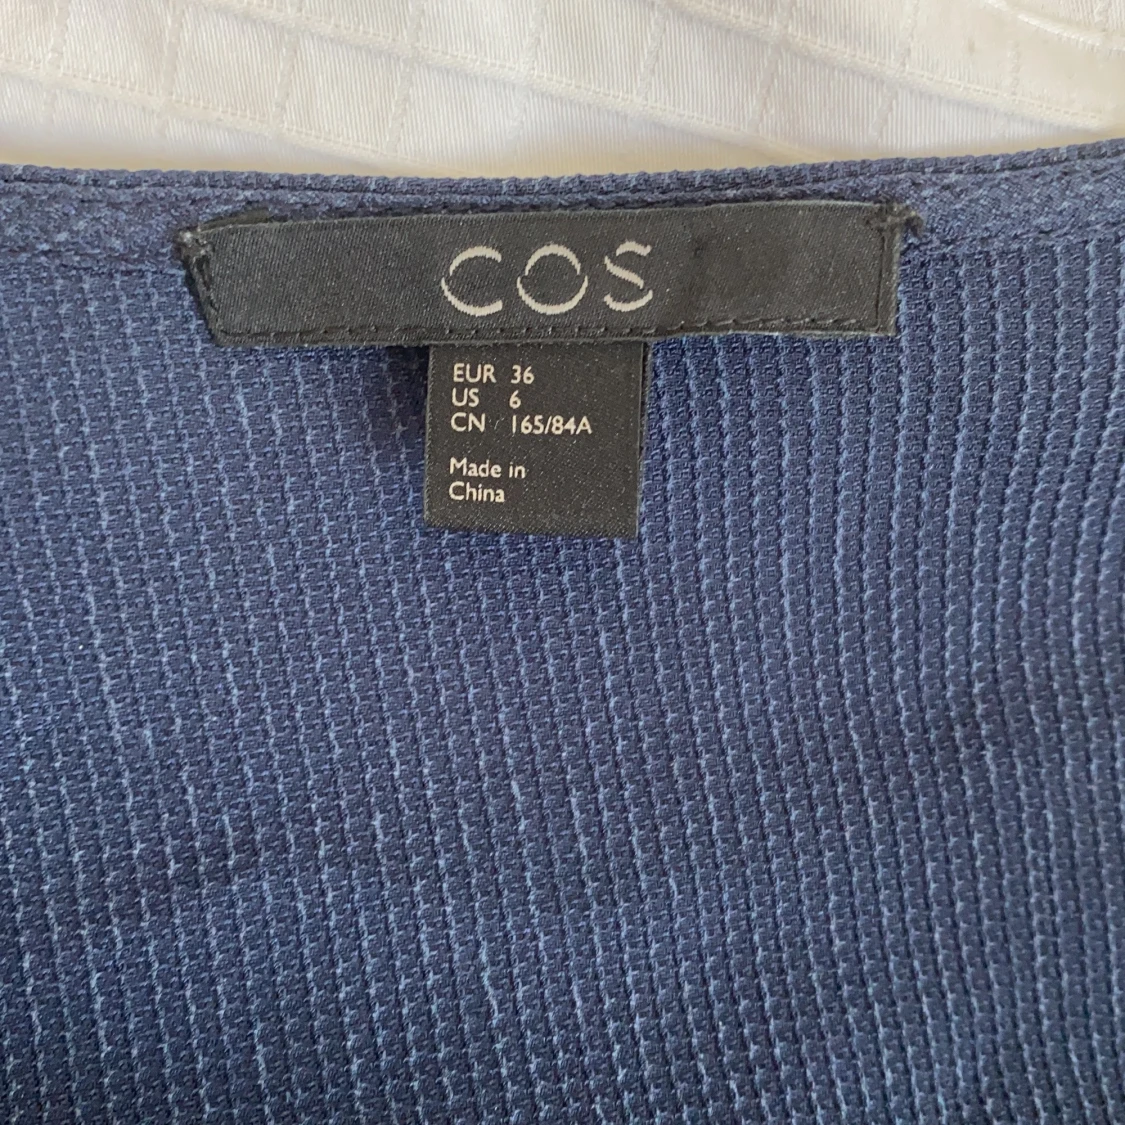 COS
EUR 36
US 6
CN 165/84A
Made in
China